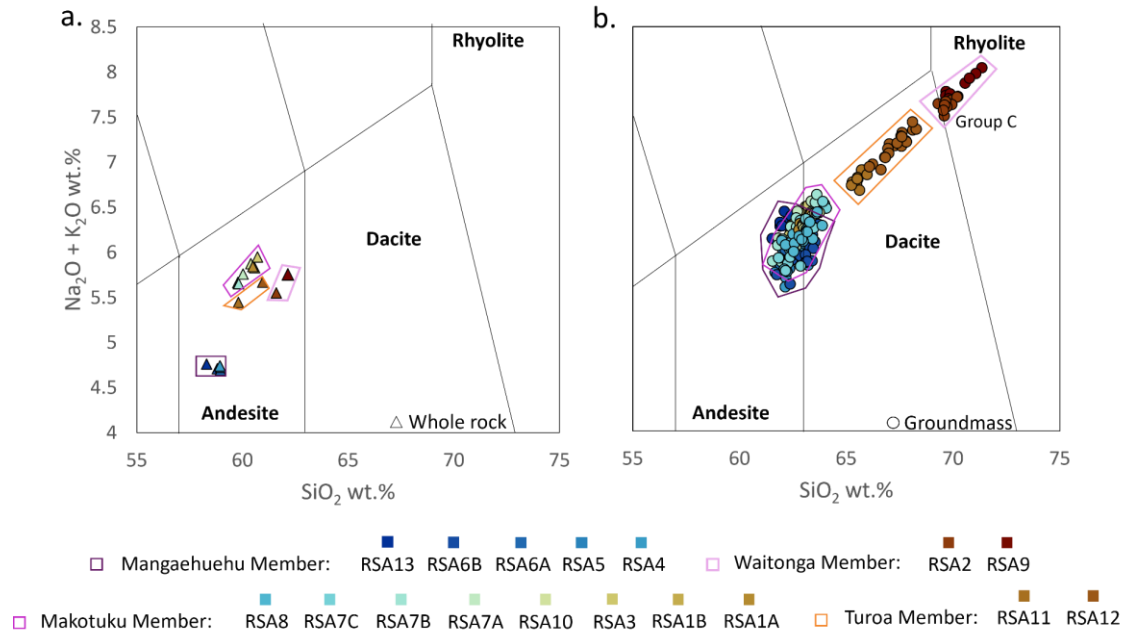 a.
b.
8.5
8
7.5
7
6.5
6
5.5
5
4.5
4
Na₂O + K₂O wt.%
Rhyolite
Dacite
Andesite
△ Whole rock
55 60 65 70 75
SiO₂ wt.%
Rhyolite
Group C
Dacite
Andesite
○ Groundmass
55 60 65 70 75
SiO₂ wt.%
Mangaehuehu Member: RSA13 RSA6B RSA6A RSA5 RSA4
Waitonga Member: RSA2 RSA9
Makotuku Member: RSA8 RSA7C RSA7B RSA7A RSA10 RSA3 RSA1B RSA1A
Turoa Member: RSA11 RSA12